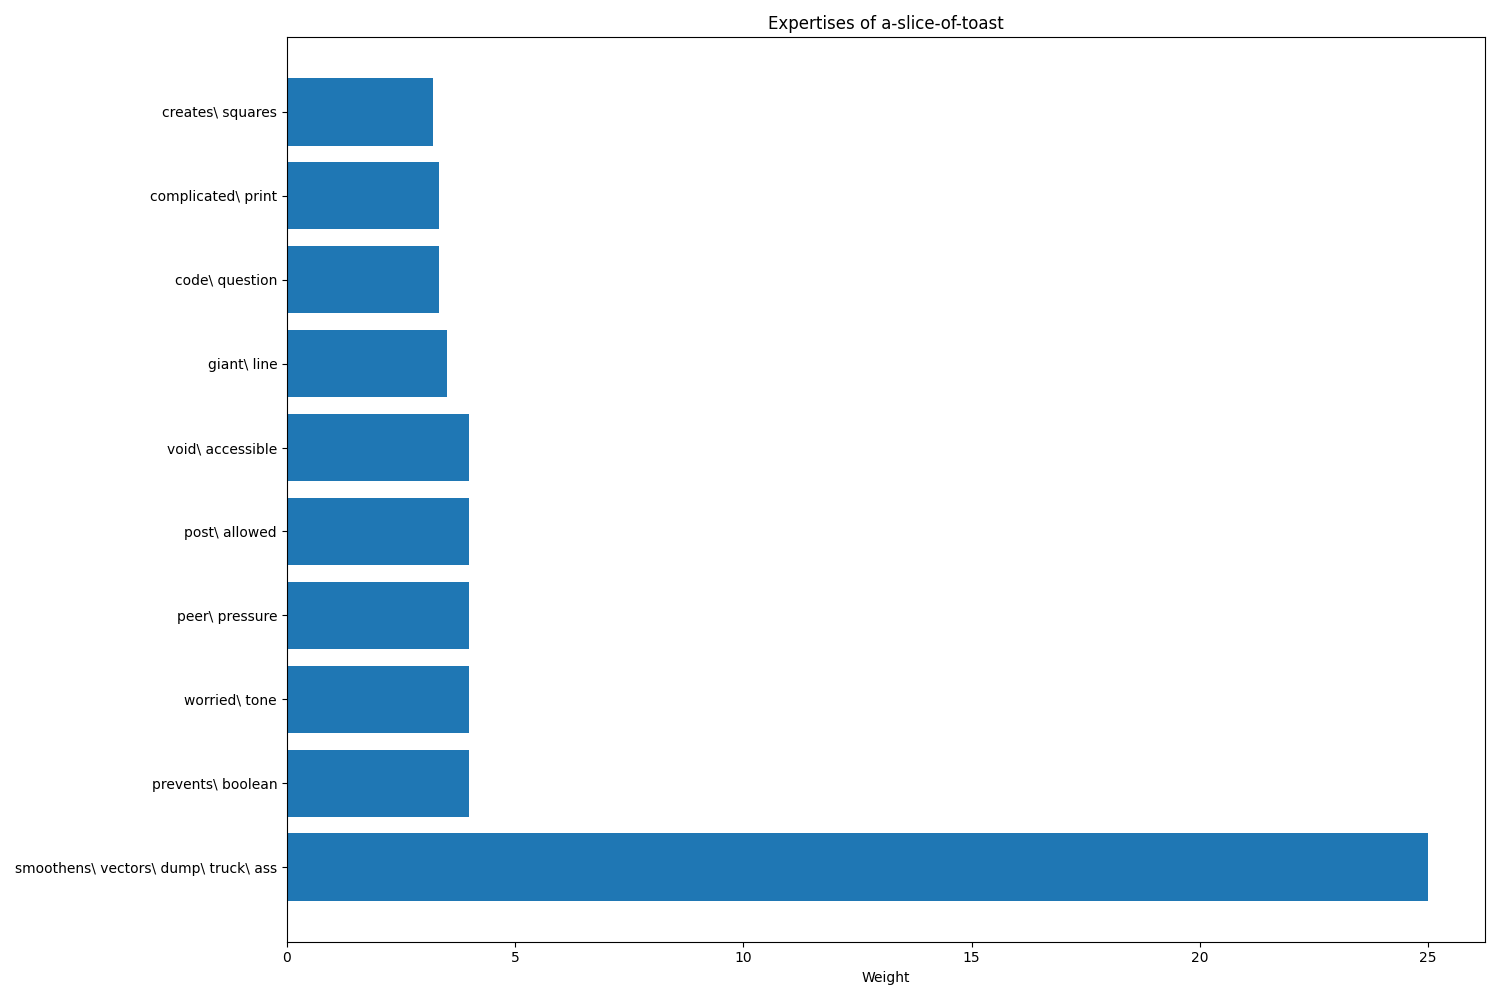 Expertises of a-slice-of-toast
creates\ squares
complicated\ print
code\ question
giant\ line
void\ accessible
post\ allowed
peer\ pressure
worried\ tone
prevents\ boolean
smoothens\ vectors\ dump\ truck\ ass
0 5 10 15 20 25
Weight